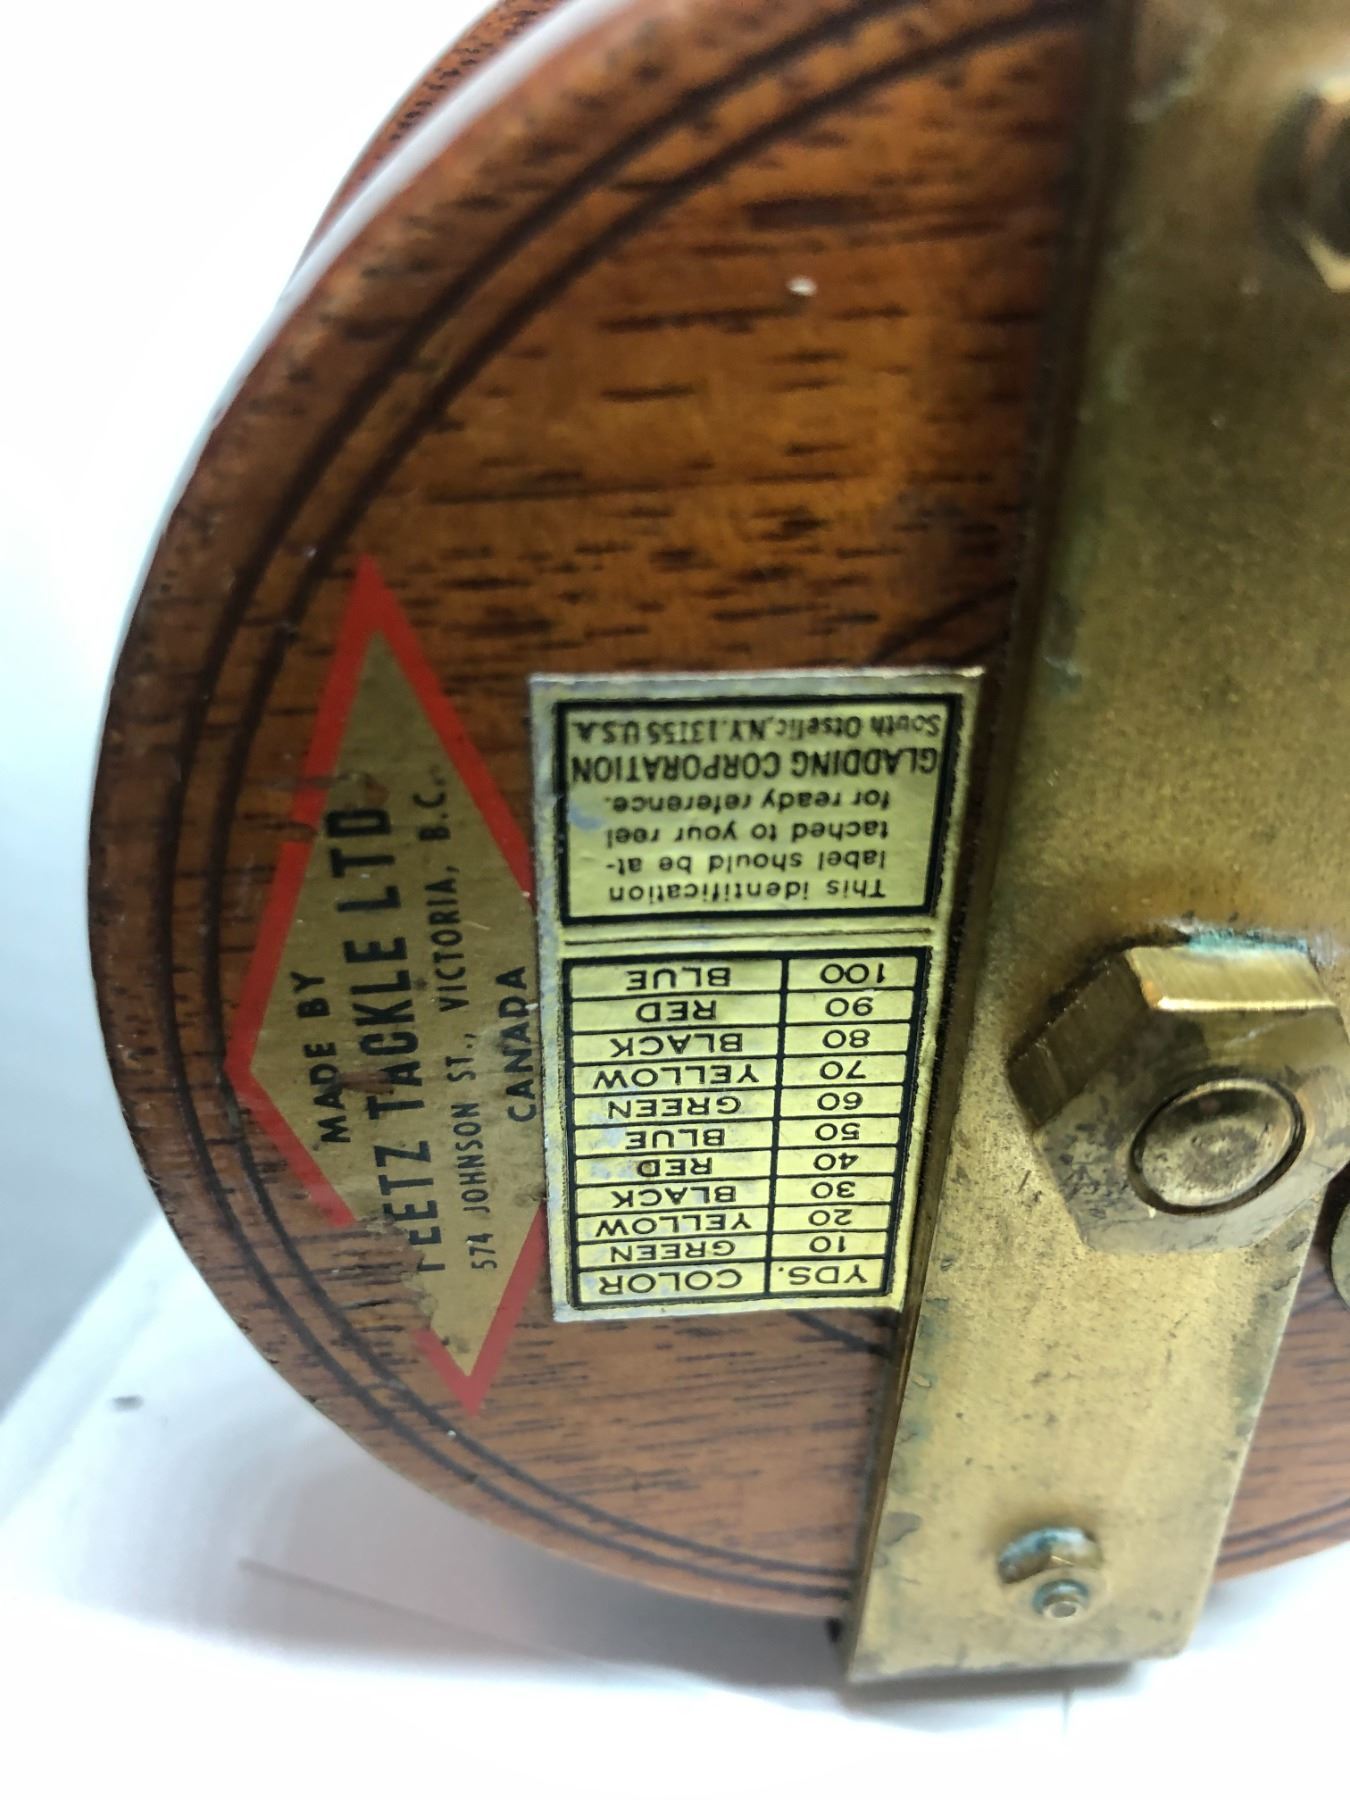 MADE BY
PEETZ TACKLE LTD
574 JOHNSON ST., VICTORIA, B.C.
CANADA
YDS. COLOR
10 GREEN
20 YELLOW
30 BLACK
40 RED
50 BLUE
60 GREEN
70 YELLOW
80 BLACK
90 RED
100 BLUE
This identification
label should be at-
tached to your reel
for ready reference.
GLADDING CORPORATION
South Otselic, N.Y. 13155 U.S.A.